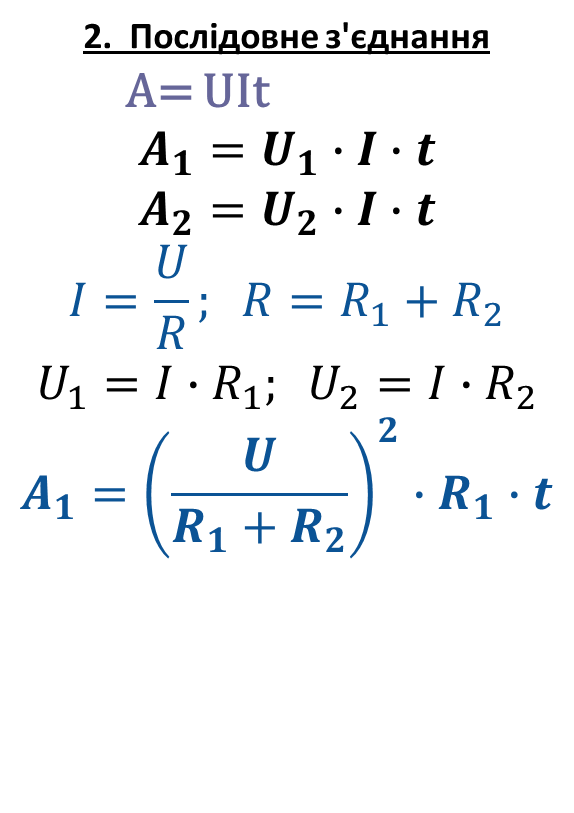 2. Послідовне з'єднання
A= UIt
A₁ = U₁ · I · t
A₂ = U₂ · I · t
I = U/R ; R = R₁ + R₂
U₁ = I · R₁; U₂ = I · R₂
A₁ = (U/(R₁ + R₂))² · R₁ · t